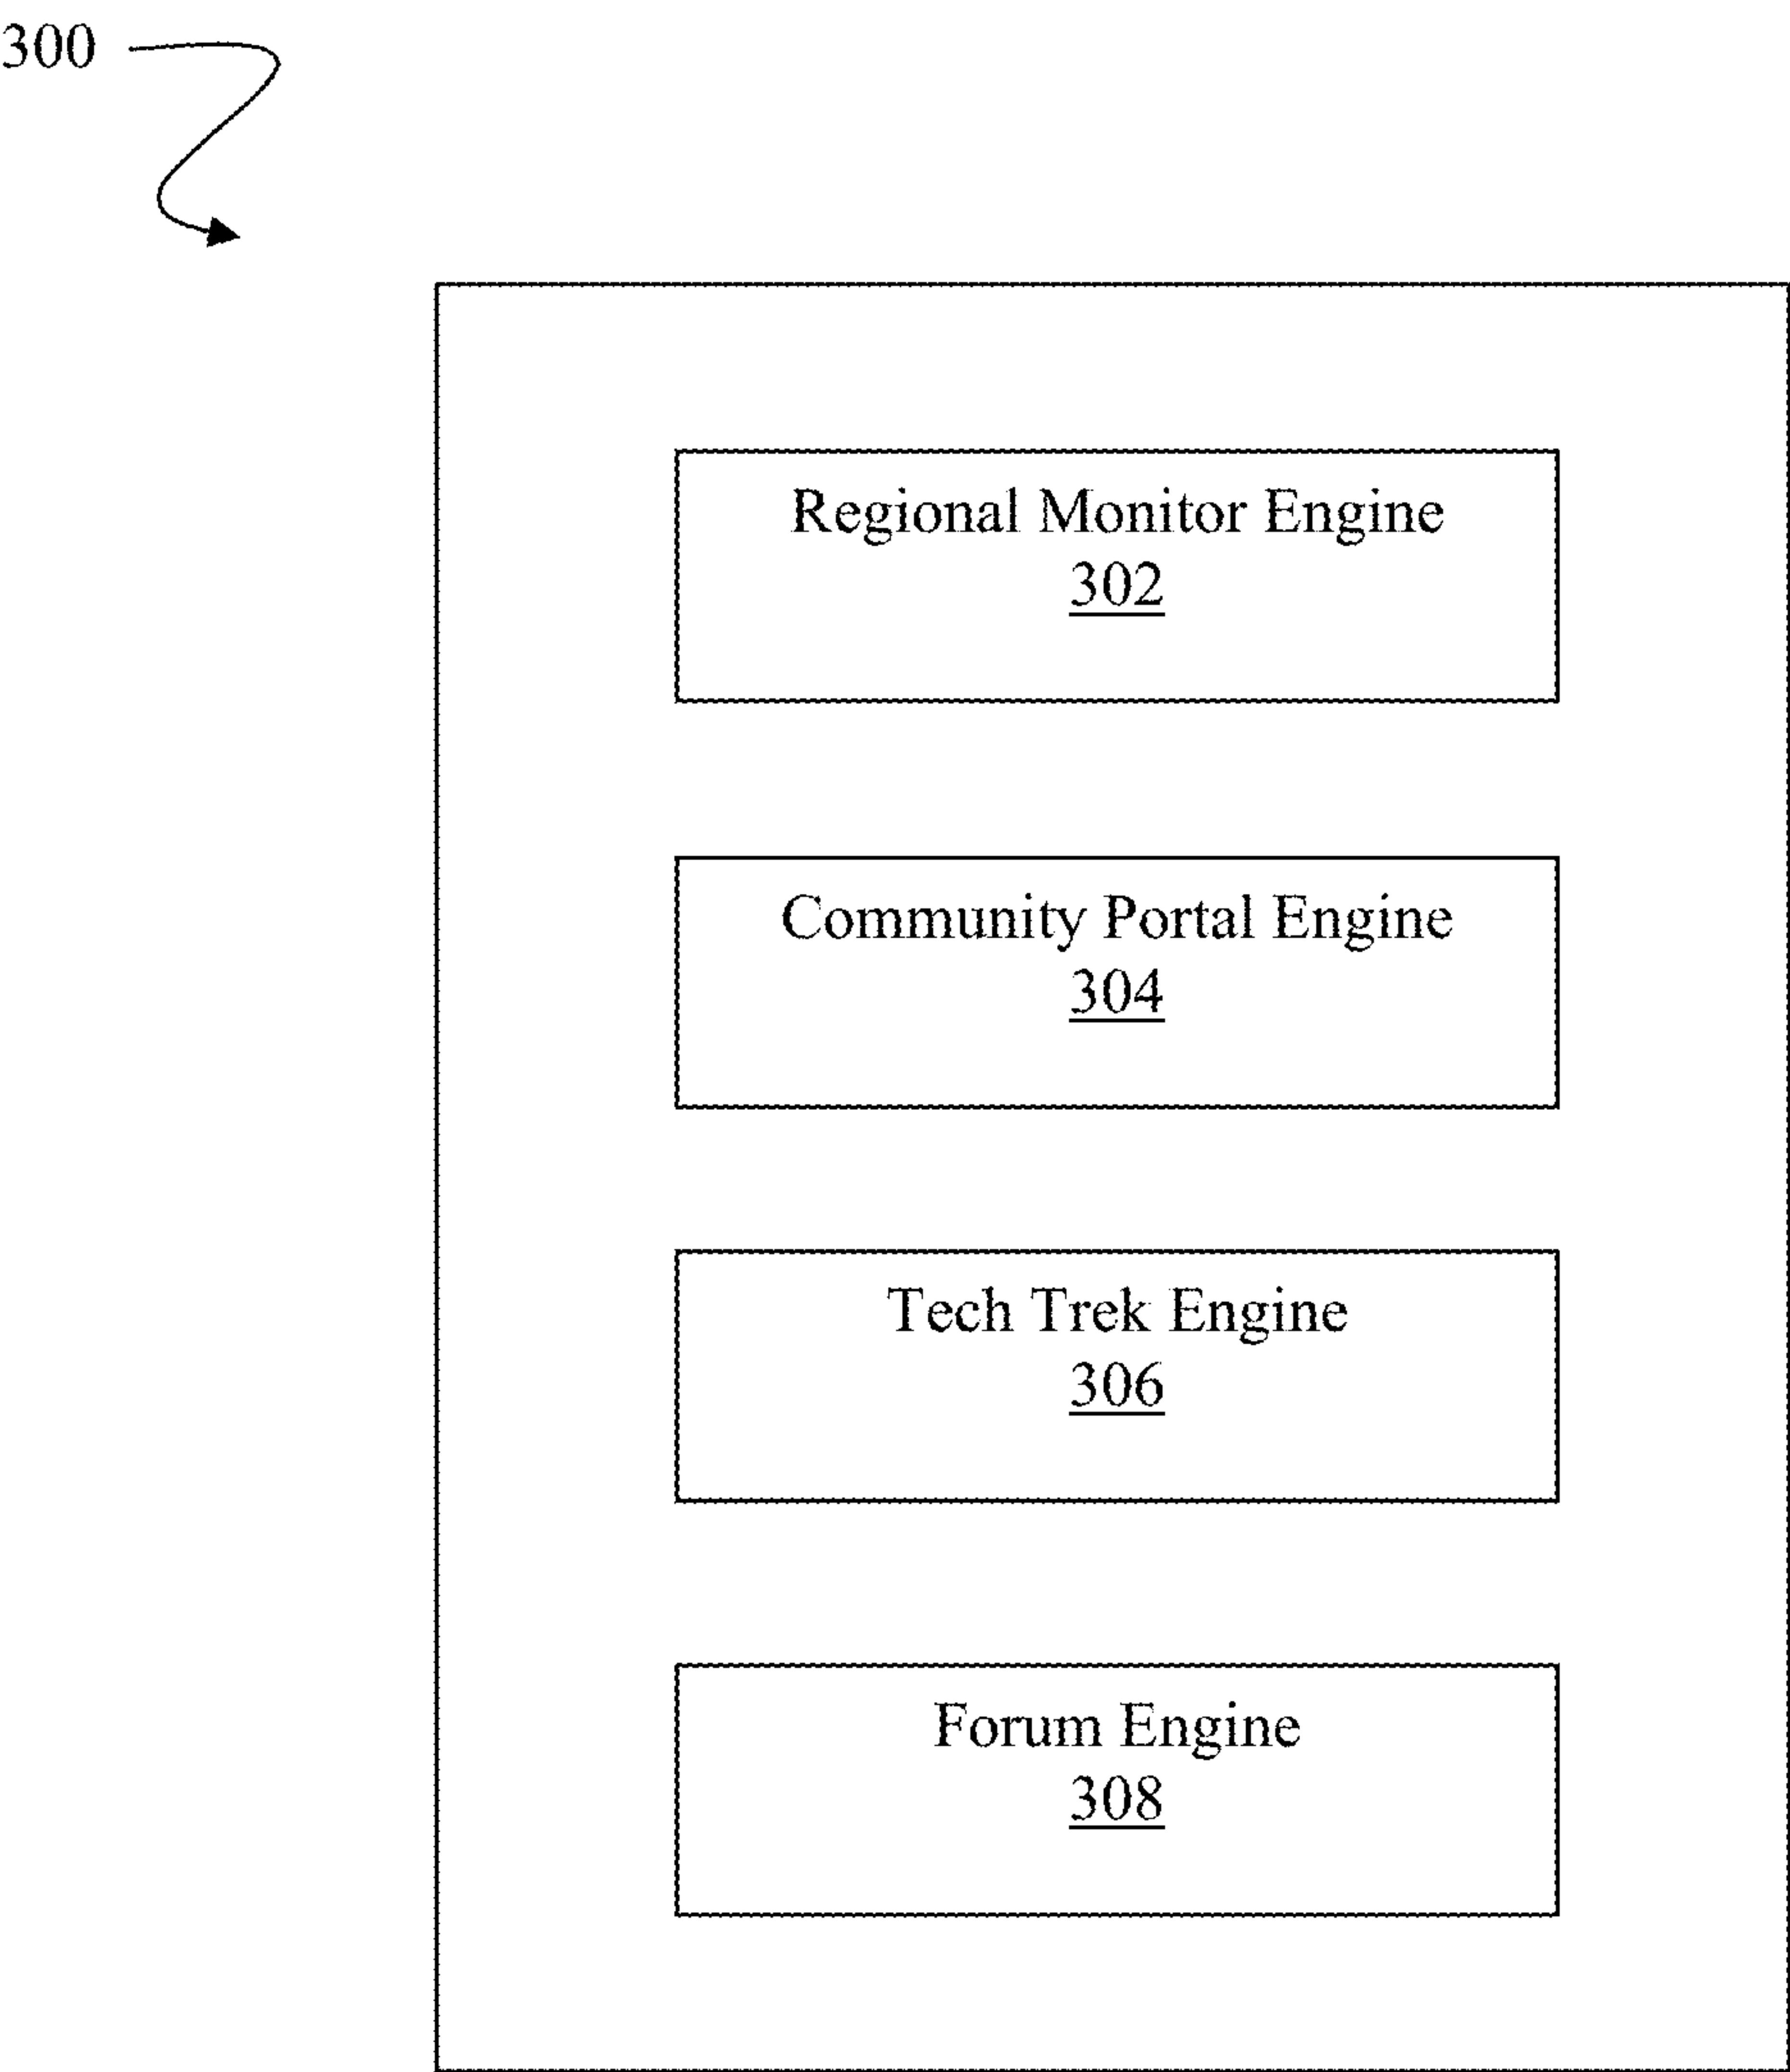 300
Regional Monitor Engine
302
Community Portal Engine
304
Tech Trek Engine
306
Forum Engine
308